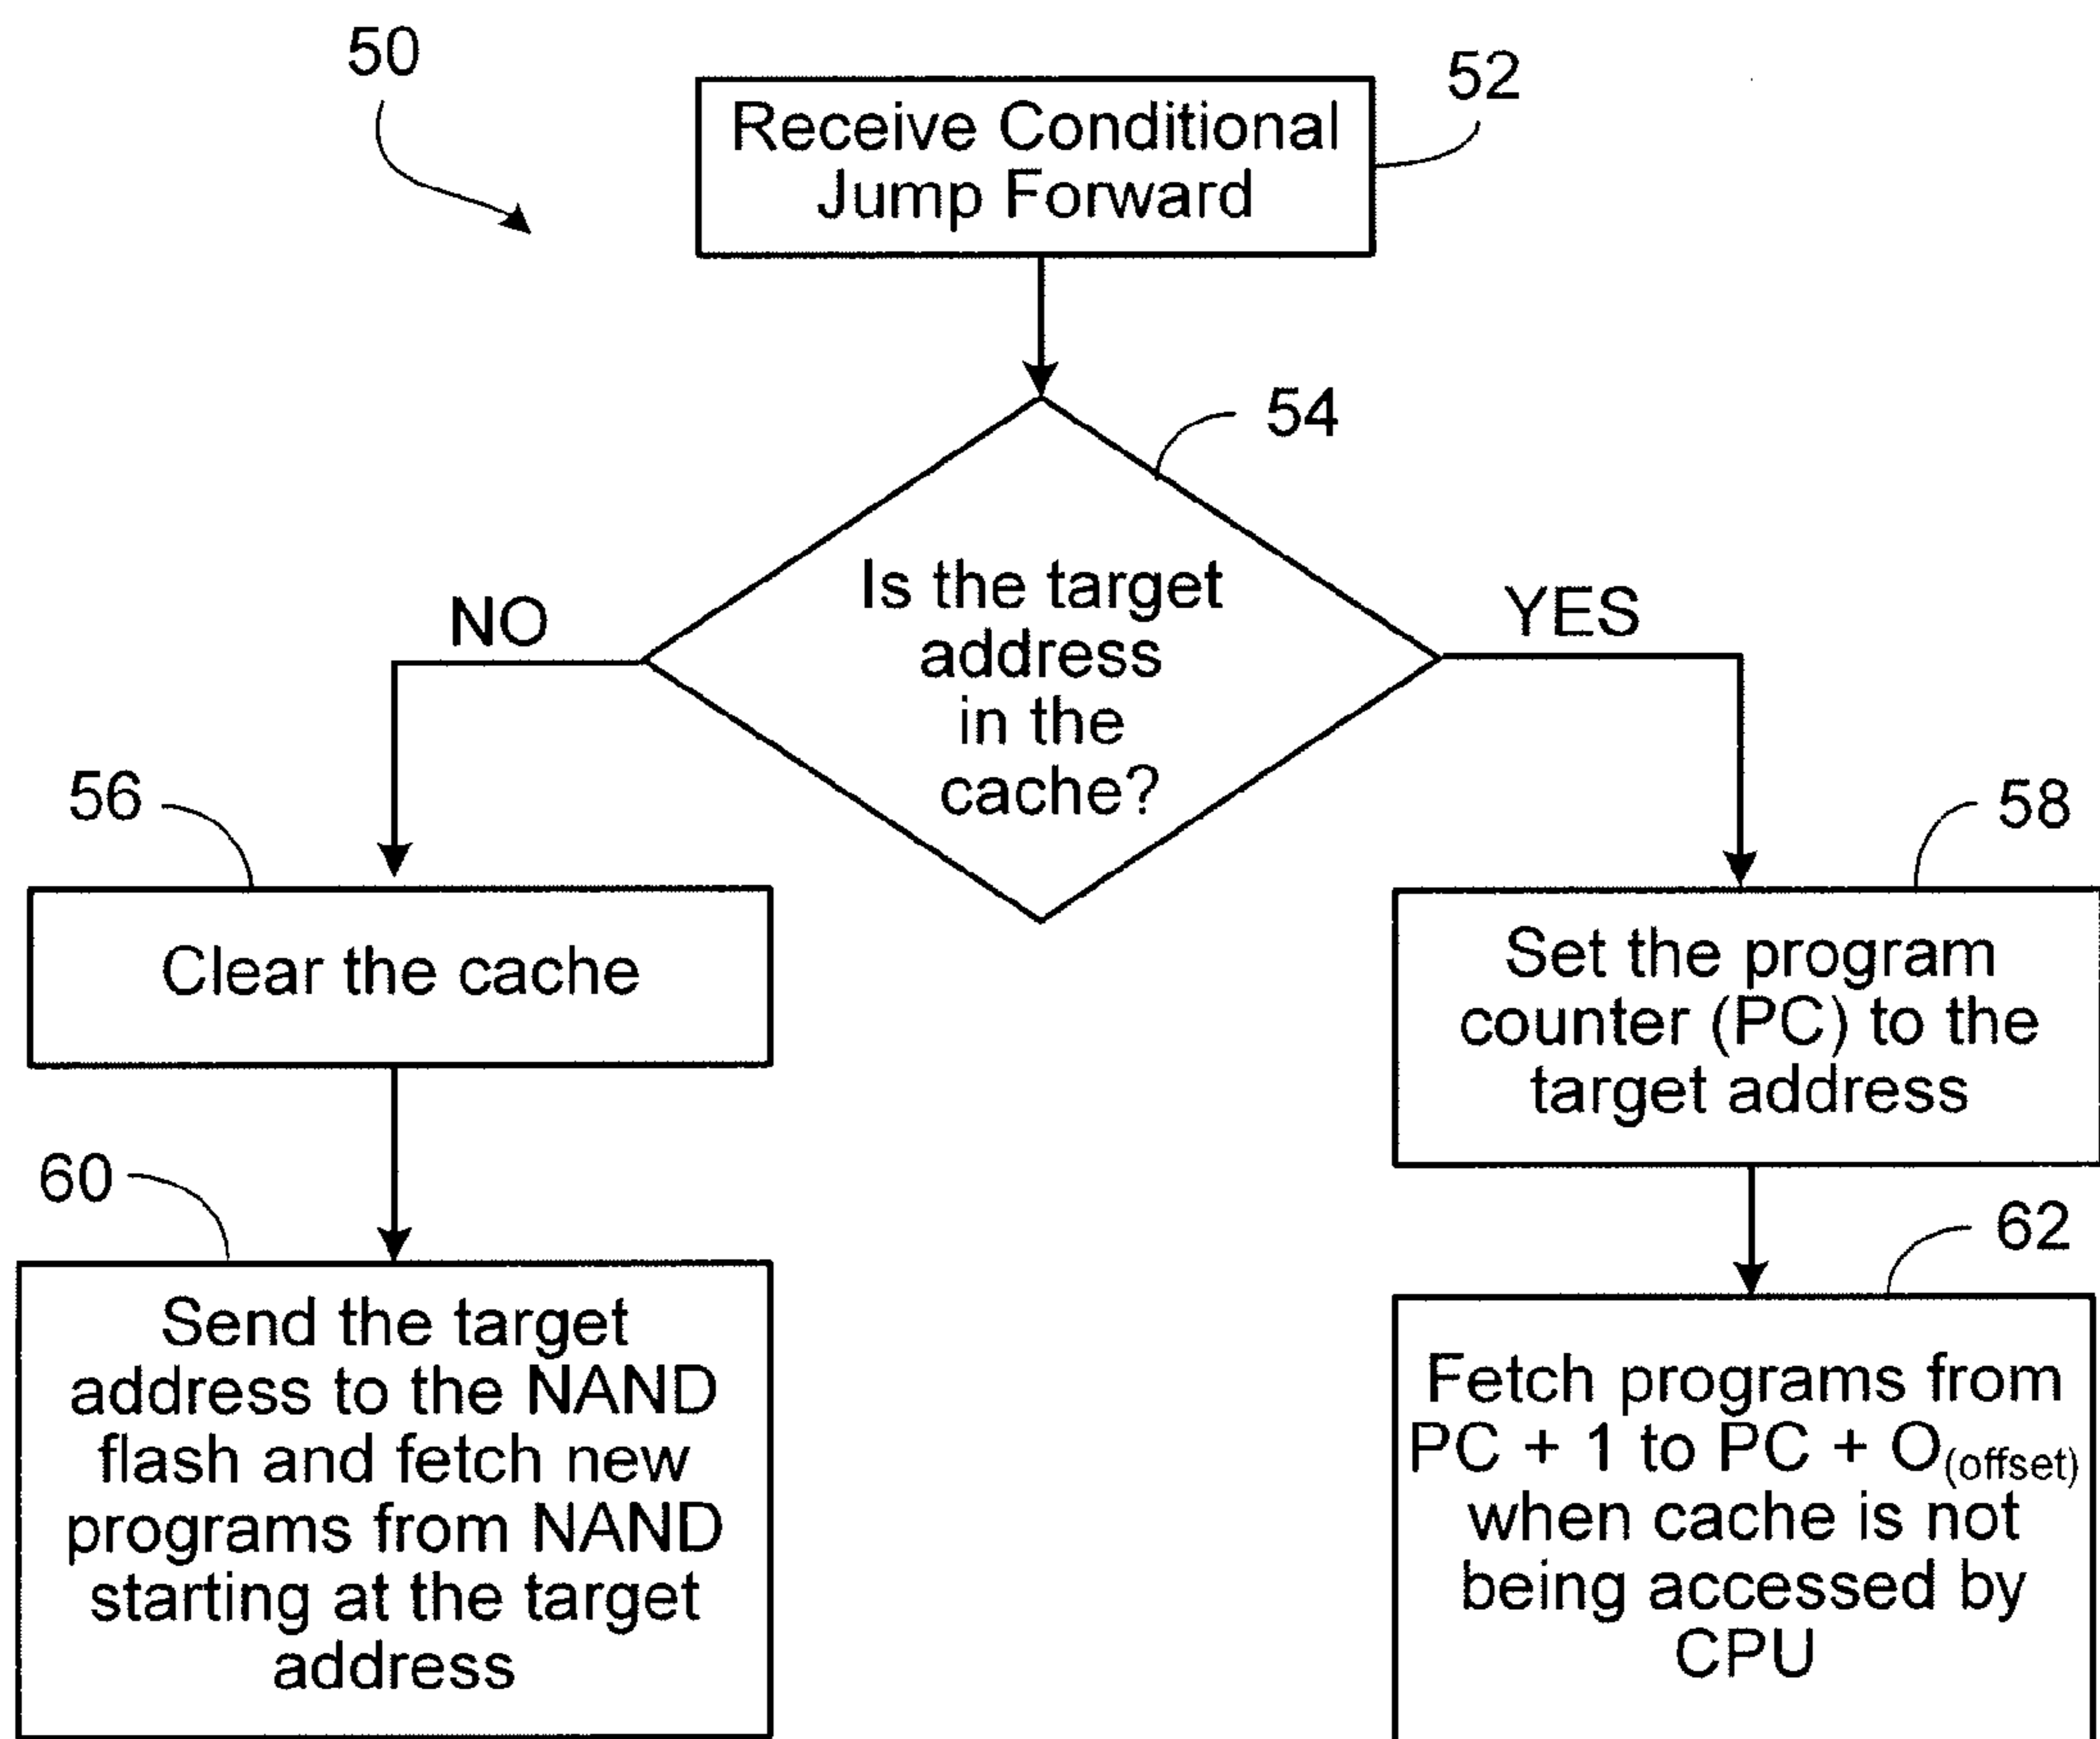 50
52
Receive Conditional
Jump Forward
54
Is the target
address
in the
cache?
NO
YES
56
Clear the cache
58
Set the program
counter (PC) to the
target address
60
Send the target
address to the NAND
flash and fetch new
programs from NAND
starting at the target
address
62
Fetch programs from
PC + 1 to PC + O(offset)
when cache is not
being accessed by
CPU